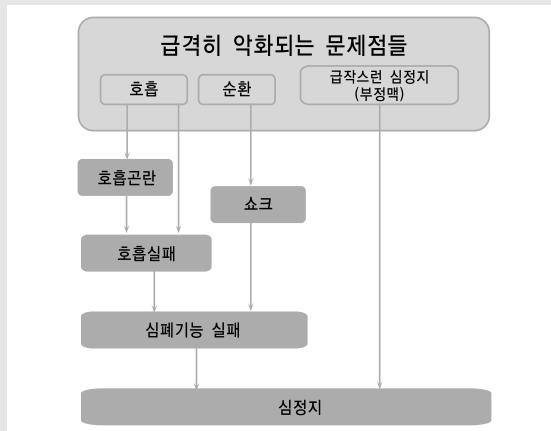 급격히 악화되는 문제점들
호흡
순환
급작스런 심정지
(부정맥)
호흡곤란
쇼크
호흡실패
심폐기능 실패
심정지